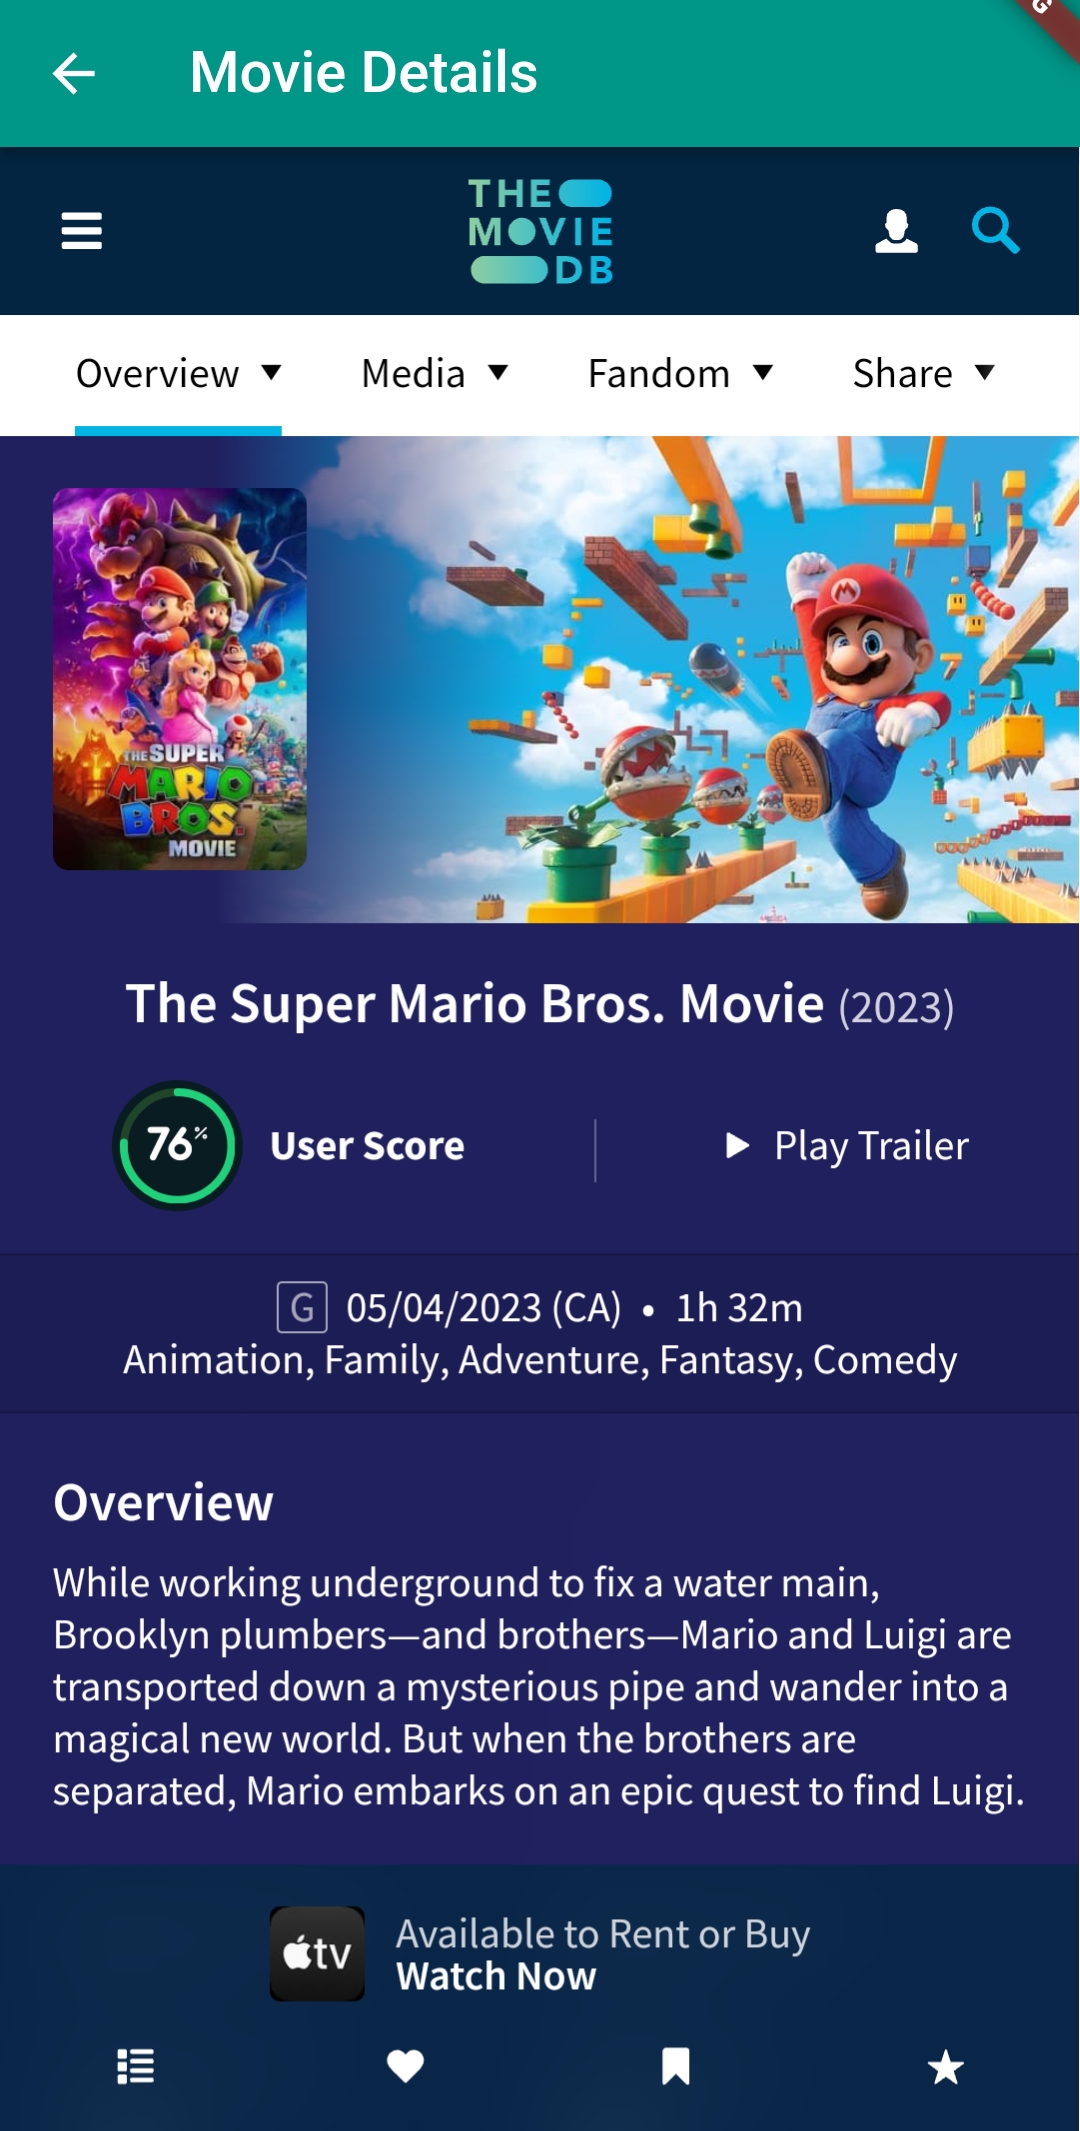 Movie Details
G
THE
MOVIE
DB
Overview ▼ Media ▼ Fandom ▼ Share ▼
THE SUPER
MARIO
BROS.
MOVIE
M
The Super Mario Bros. Movie (2023)
76% User Score
Play Trailer
G 05/04/2023 (CA) • 1h 32m
Animation, Family, Adventure, Fantasy, Comedy
Overview
While working underground to fix a water main,
Brooklyn plumbers—and brothers—Mario and Luigi are
transported down a mysterious pipe and wander into a
magical new world. But when the brothers are
separated, Mario embarks on an epic quest to find Luigi.
tv
Available to Rent or Buy
Watch Now